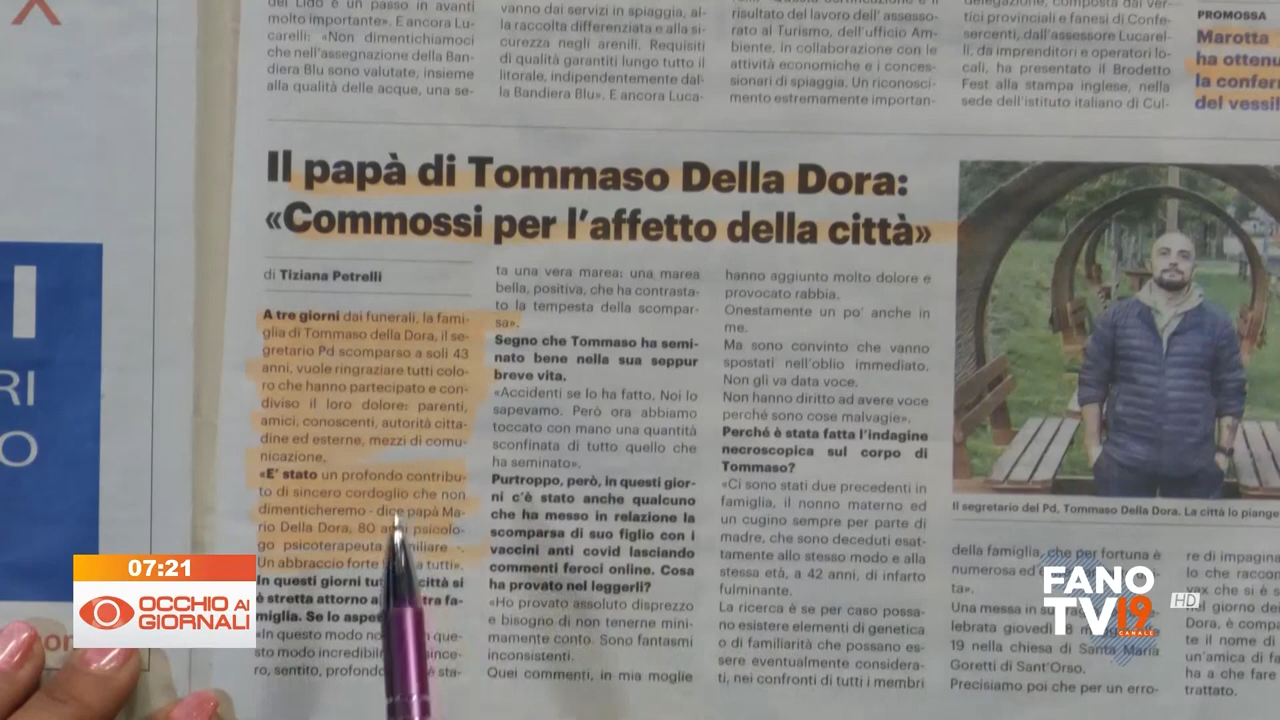 del Lido è un passo in avanti
molto importante». E ancora Lu-
carelli: «Non dimentichiamoci
che nell'assegnazione della Ban-
diera Blu sono valutate, insieme
alla qualità delle acque, una se-
vanno dai servizi in spiaggia, al-
la raccolta differenziata e alla si-
curezza negli arenili. Requisiti
di qualità garantiti lungo tutto il
litorale, indipendentemente dal-
la Bandiera Blu». E ancora Luca-
risultato del lavoro dell' assesso-
rato al Turismo, dell'ufficio Am-
biente, in collaborazione con le
attività economiche e i conces-
sionari di spiaggia. Un riconosci-
mento estremamente importan-
delegazione, composta dai ver-
tici provinciali e fanesi di Confe-
sercenti, dall'assessore Lucarel-
li, da imprenditori e operatori lo-
cali, ha presentato il Brodetto
Fest alla stampa inglese, nella
sede dell'istituto italiano di Cul-
PROMOSSA
Marotta
ha ottenu
la confer
del vessil
Il papà di Tommaso Della Dora:
«Commossi per l'affetto della città»
di Tiziana Petrelli
A tre giorni dai funerali, la fami-
glia di Tommaso della Dora, il se-
gretario Pd scomparso a soli 43
anni, vuole ringraziare tutti colo-
ro che hanno partecipato e con-
diviso il loro dolore: parenti,
amici, conoscenti, autorità citta-
dine ed esterne, mezzi di comu-
nicazione,
«E' stato un profondo contribu-
to di sincero cordoglio che non
dimenticheremo - dice papà Ma-
rio Della Dora, 80 anni psicolo-
go psicoterapeuta
Un abbraccio forte a tutti».
In questi giorni tu città si
è stretta attorno a tra fa-
miglia. Se lo aspe
«In questo modo no n que-
sto modo incredibil since-
ro, sentito, profond è sta-
ta una vera marea: una marea
bella, positiva, che ha contrasta-
to la tempesta della scompar-
sa».
Segno che Tommaso ha semi-
nato bene nella sua seppur
breve vita.
«Accidenti se lo ha fatto. Noi lo
sapevamo. Però ora abbiamo
toccato con mano una quantità
sconfinata di tutto quello che
ha seminato».
Purtroppo, però, in questi gior-
ni c'è stato anche qualcuno
che ha messo in relazione la
scomparsa di suo figlio con i
vaccini anti covid lasciando
commenti feroci online. Cosa
ha provato nel leggerli?
«Ho provato assoluto disprezzo
e bisogno di non tenerne mini-
mamente conto. Sono fantasmi
inconsistenti.
Quei commenti, in mia moglie
hanno aggiunto molto dolore e
provocato rabbia.
Onestamente un po' anche in
me.
Ma sono convinto che vanno
spostati nell'oblio immediato.
Non gli va data voce.
Non hanno diritto ad avere voce
perché sono cose malvagie».
Perché è stata fatta l'indagine
necroscopica sul corpo di
Tommaso?
«Ci sono stati due precedenti in
famiglia, il nonno materno ed
un cugino sempre per parte di
madre, che sono deceduti esat-
tamente allo stesso modo e alla
stessa età, a 42 anni, di infarto
fulminante.
La ricerca è se per caso possa-
no esistere elementi di genetica
o di familiarità che possano es-
sere eventualmente considera-
ti, nei confronti di tutti i membri
Il segretario del Pd, Tommaso Della Dora. La città lo piange
della famiglia, che per fortuna è
numerosa ed
ta».
Una messa in su
lebrata giovedì 18
19 nella chiesa di Santa Maria
Goretti di Sant'Orso.
Precisiamo poi che per un erro-
re di impagina
lo che raccon
vax che si è s
nel giorno de
Dora, è compa
te il nome di
un'amica di fa
ha a che fare
trattato.
RI
O
07:21
OCCHIO AI
GIORNALI
FANO
TV19
CANALE
HD